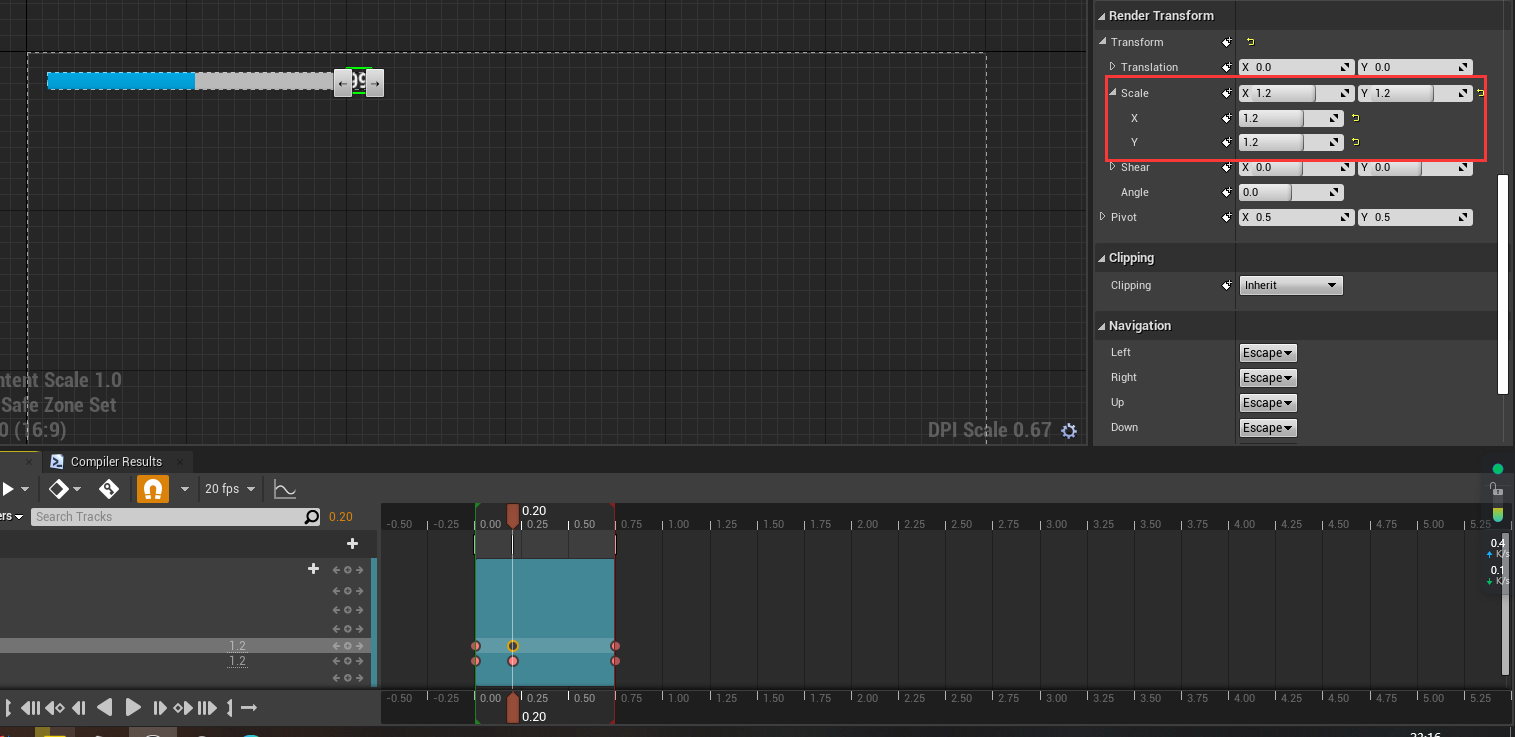 Render Transform
Transform
Translation X 0.0 Y 0.0
Scale X 1.2 Y 1.2
X 1.2
Y 1.2
Shear X 0.0 Y 0.0
Angle 0.0
Pivot X 0.5 Y 0.5
Clipping
Clipping Inherit
Navigation
Left Escape
Right Escape
Up Escape
Down Escape
ntent Scale 1.0
Safe Zone Set
0 (16:9)
DPI Scale 0.67
Compiler Results
20 fps
ers Search Tracks 0.20
0.20
-0.50 -0.25 0.00 0.25 0.50 0.75 1.00 1.25 1.50 1.75 2.00 2.25 2.50 2.75 3.00 3.25 3.50 3.75 4.00 4.25 4.50 4.75 5.00 5.25
0.4
K/s
0.1
K/s
1.2
1.2
-0.50 -0.25 0.00 0.25 0.50 0.75 1.00 1.25 1.50 1.75 2.00 2.25 2.50 2.75 3.00 3.25 3.50 3.75 4.00 4.25 4.50 4.75 5.00 5.25
0.20